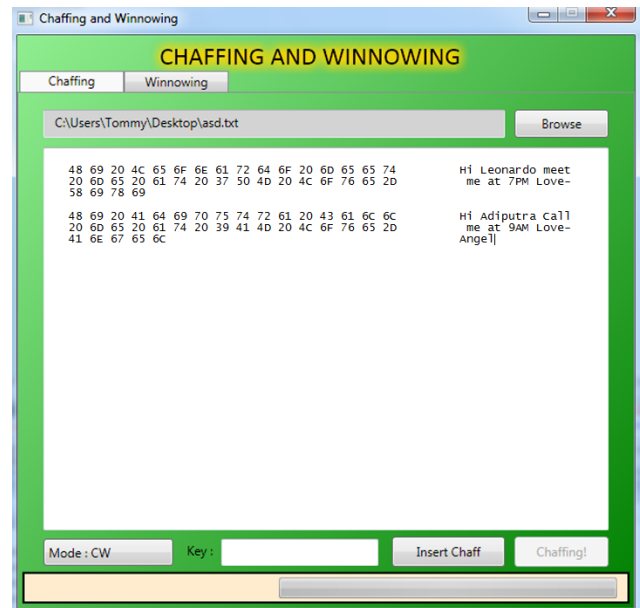 Chaffing and Winnowing
CHAFFING AND WINNOWING
Chaffing Winnowing
C:\Users\Tommy\Desktop\asd.txt Browse
48 69 20 4C 65 6F 6E 61 72 64 6F 20 6D 65 65 74 Hi Leonardo meet
20 6D 65 20 61 74 20 37 50 4D 20 4C 6F 76 65 2D me at 7PM Love-
58 69 78 69
48 69 20 41 64 69 70 75 74 72 61 20 43 61 6C 6C Hi Adiputra Call
20 6D 65 20 61 74 20 39 41 4D 20 4C 6F 76 65 2D me at 9AM Love-
41 6E 67 65 6C Angel
Mode : CW Key : Insert Chaff Chaffing!